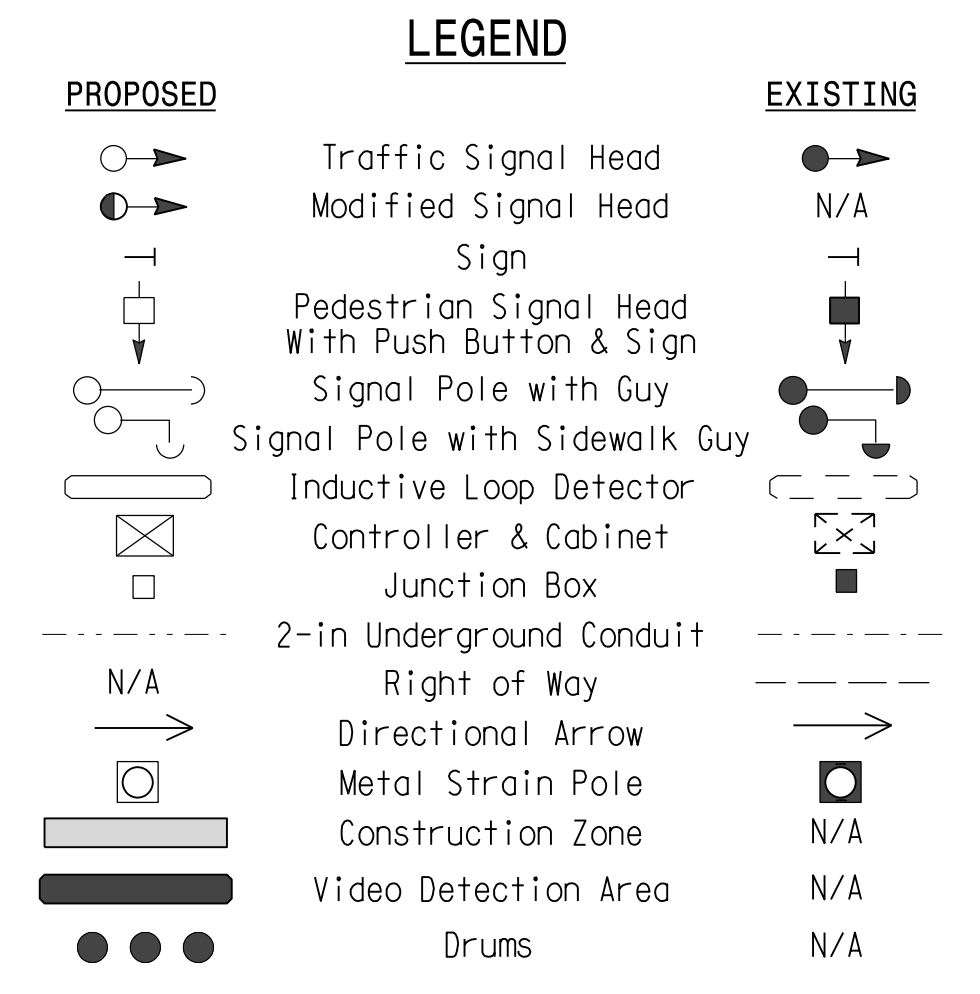 LEGEND
PROPOSED EXISTING
Traffic Signal Head
Modified Signal Head N/A
Sign
Pedestrian Signal Head
With Push Button & Sign
Signal Pole with Guy
Signal Pole with Sidewalk Guy
Inductive Loop Detector
Controller & Cabinet
Junction Box
2-in Underground Conduit
N/A Right of Way
Directional Arrow
Metal Strain Pole
Construction Zone N/A
Video Detection Area N/A
Drums N/A